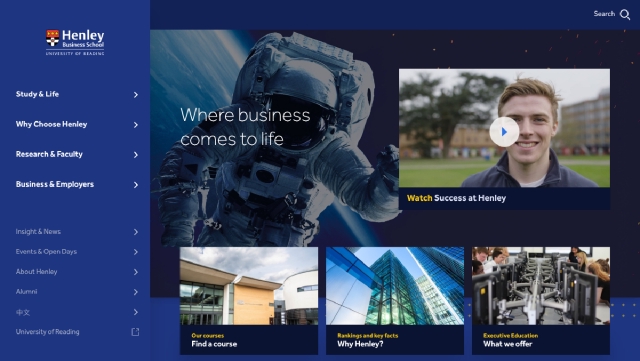 Henley
Business School
UNIVERSITY OF READING
Search
Study & Life
Why Choose Henley
Research & Faculty
Business & Employers
Insight & News
Events & Open Days
About Henley
Alumni
中文
University of Reading
Where business
comes to life
Watch Success at Henley
Our courses
Find a course
Rankings and key facts
Why Henley?
Executive Education
What we offer